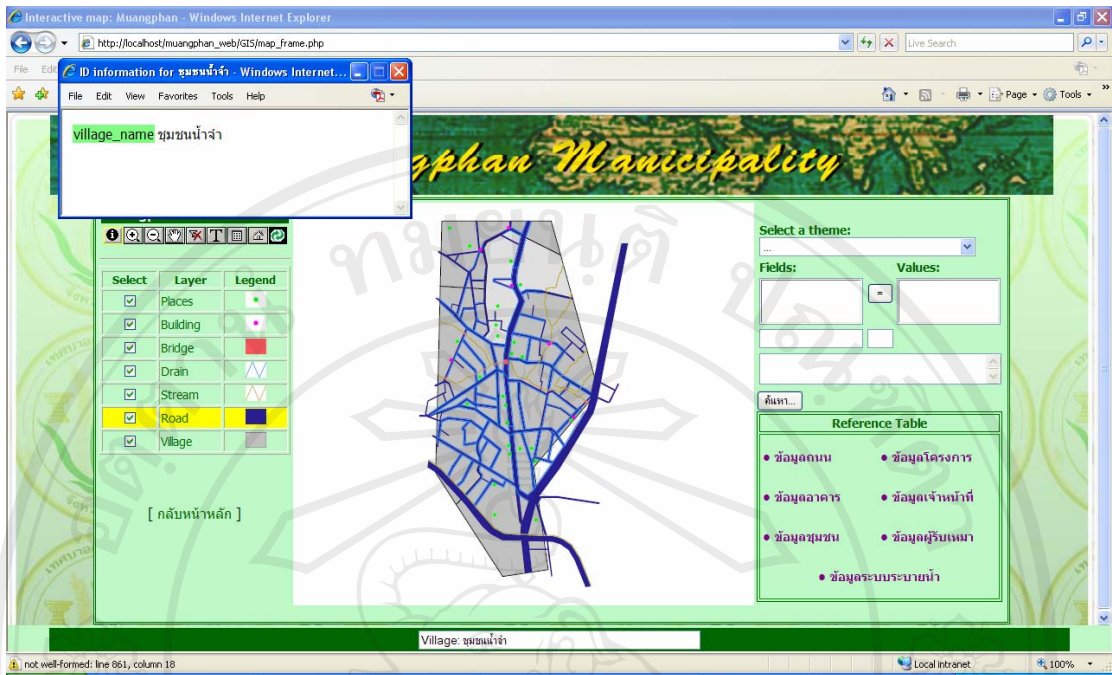 Interactive map: Muangphan - Windows Internet Explorer
http://localhost/muangphan_web/GIS/map_frame.php
Live Search
File Edit
ID information for ชุมชนน้ำจำ - Windows Internet...
File Edit View Favorites Tools Help
Page Tools
village_name ชุมชนน้ำจำ
gphan Manicipality
Select Layer Legend
Places
Building
Bridge
Drain
Stream
Road
Village
[ กลับหน้าหลัก ]
Select a theme:
...
Fields: Values:
=
ค้นหา...
Reference Table
• ข้อมูลถนน • ข้อมูลโครงการ
• ข้อมูลอาคาร • ข้อมูลเจ้าหน้าที่
• ข้อมูลชุมชน • ข้อมูลผู้รับเหมา
• ข้อมูลระบบระบายน้ำ
Village: ชุมชนน้ำจำ
not well-formed: line 861, column 18
Local intranet
100%